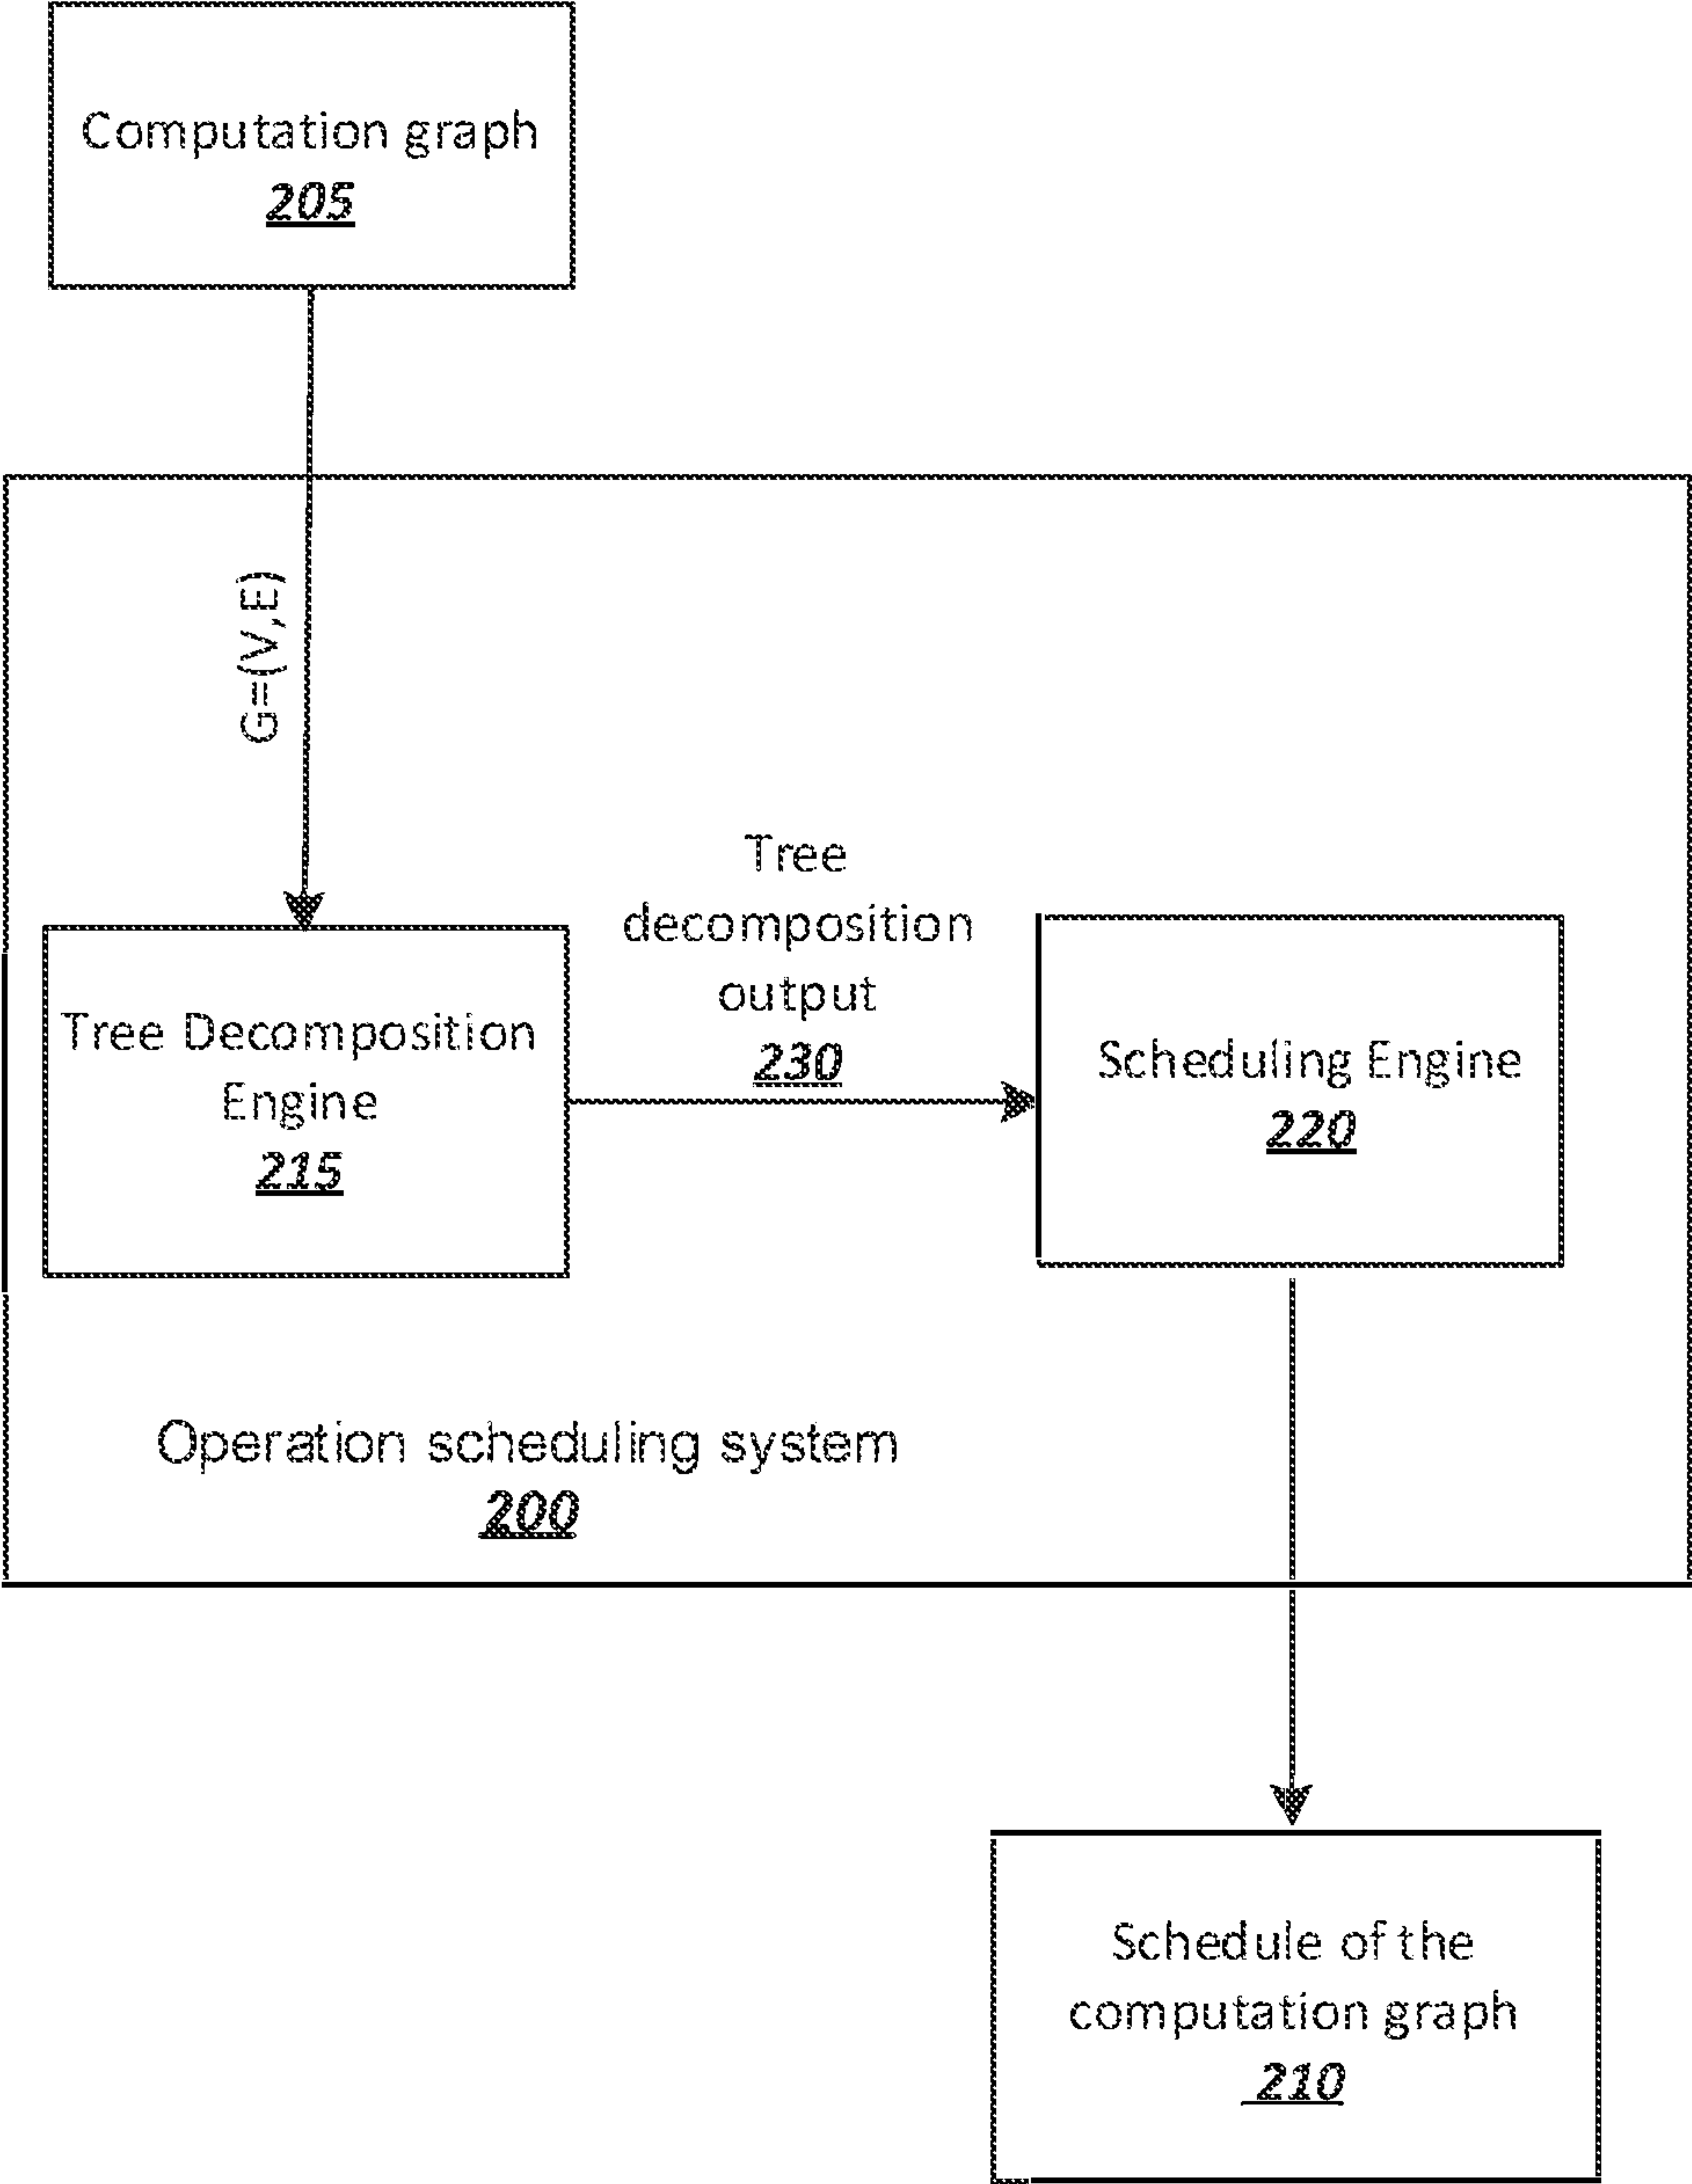 Computation graph
205
G=(V,E)
Tree
decomposition
output
230
Tree Decomposition
Engine
215
Scheduling Engine
220
Operation scheduling system
200
Schedule of the
computation graph
210